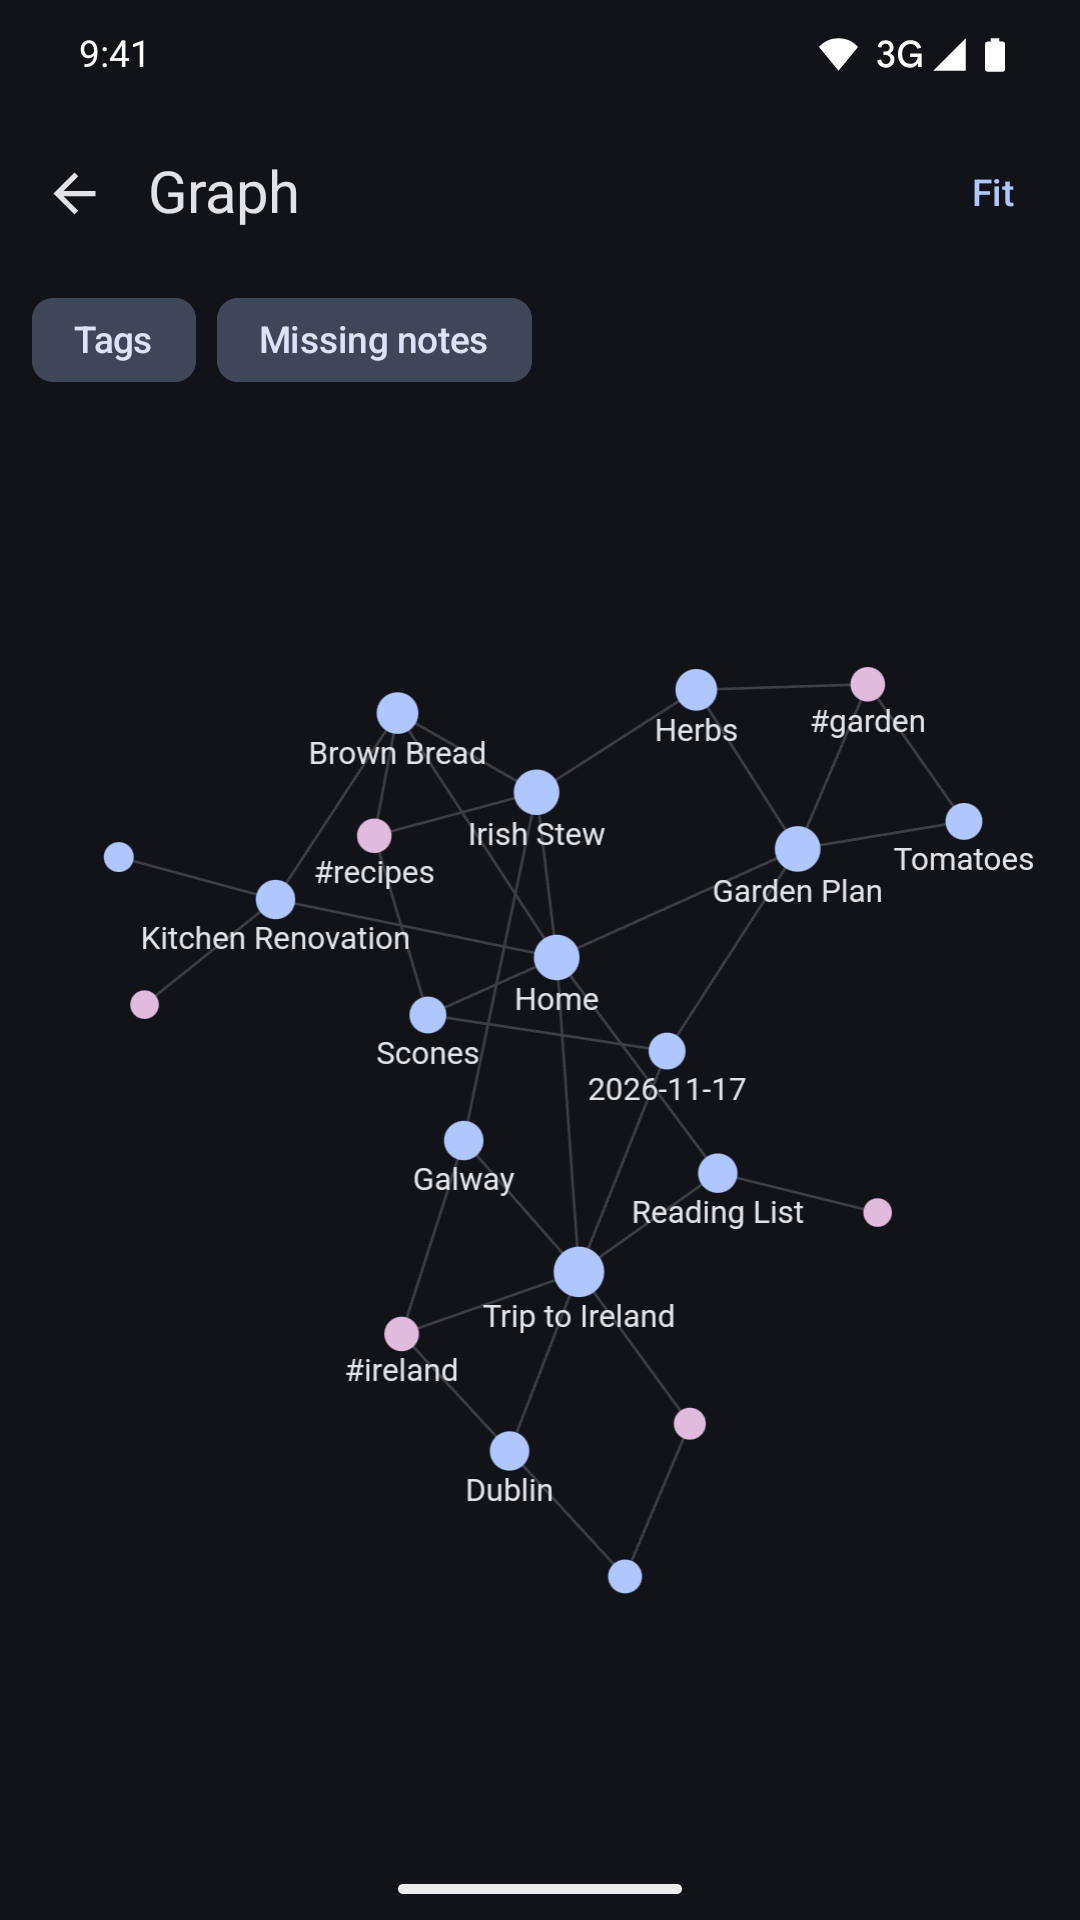 9:41
3G
Graph
Fit
Tags
Missing notes
Herbs
#garden
Brown Bread
Irish Stew
Tomatoes
#recipes
Garden Plan
Kitchen Renovation
Home
Scones
2026-11-17
Galway
Reading List
Trip to Ireland
#ireland
Dublin